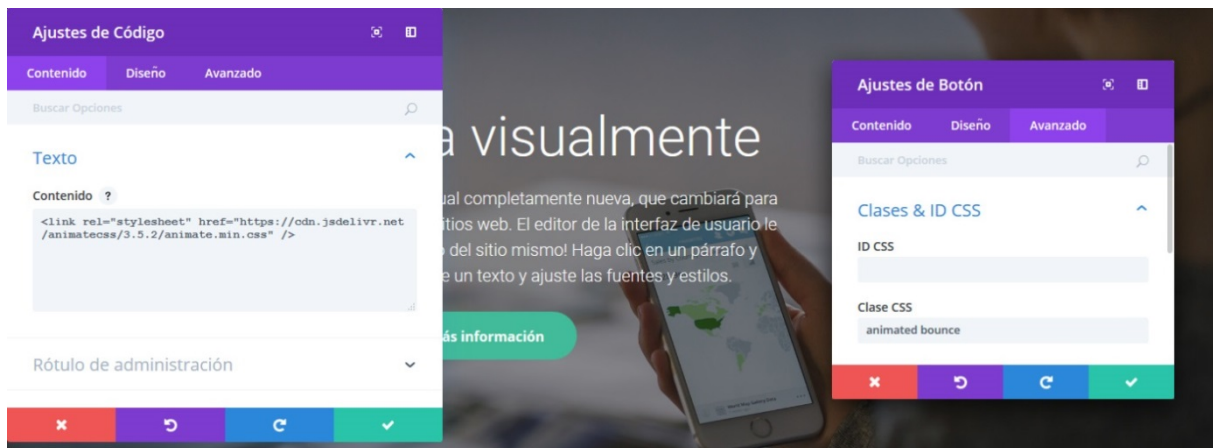 Ajustes de Código
Contenido Diseño Avanzado
Buscar Opciones
Texto
Contenido ?
<link rel="stylesheet" href="https://cdn.jsdelivr.net
/animatecss/3.5.2/animate.min.css" />
Rótulo de administración
a visualmente
ual completamente nueva, que cambiará para
itios web. El editor de la interfaz de usuario le
del sitio mismo! Haga clic en un párrafo y
e un texto y ajuste las fuentes y estilos.
ás información
Ajustes de Botón
Contenido Diseño Avanzado
Buscar Opciones
Clases & ID CSS
ID CSS
Clase CSS
animated bounce